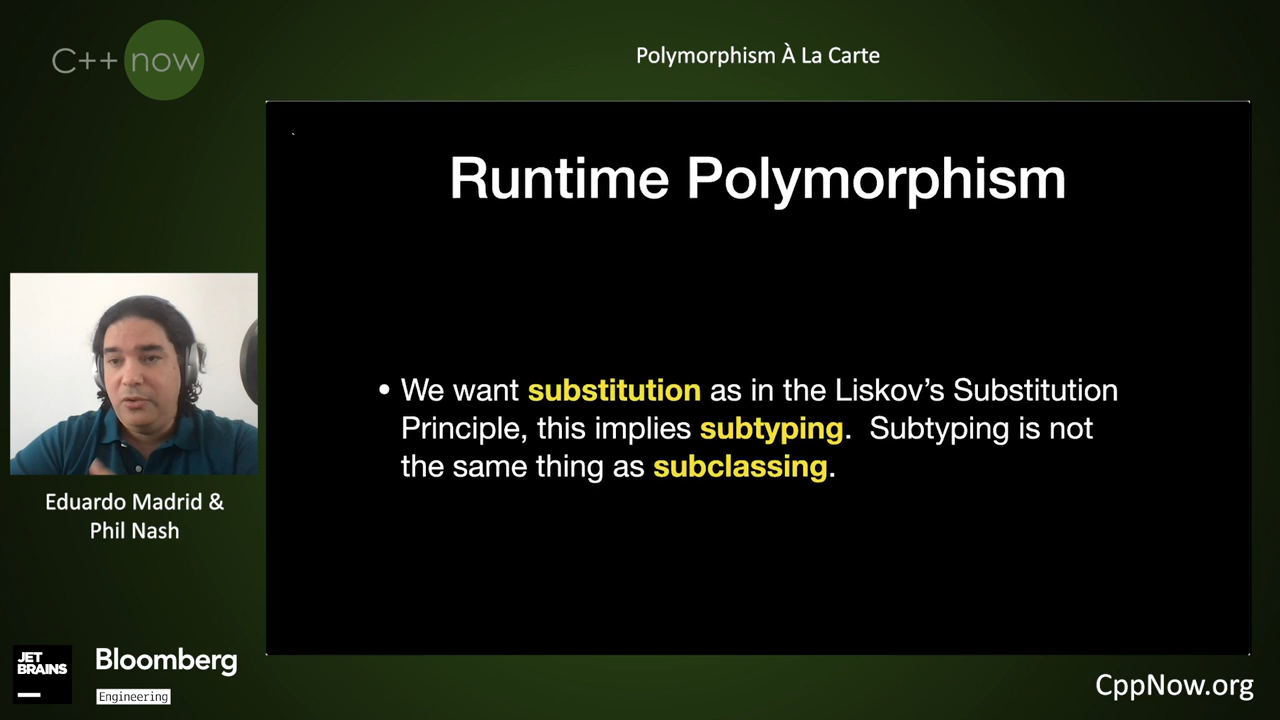 C++ now
Polymorphism À La Carte
Runtime Polymorphism
• We want substitution as in the Liskov's Substitution
Principle, this implies subtyping. Subtyping is not
the same thing as subclassing.
Eduardo Madrid &
Phil Nash
JET
BRAINS
Bloomberg
Engineering
CppNow.org